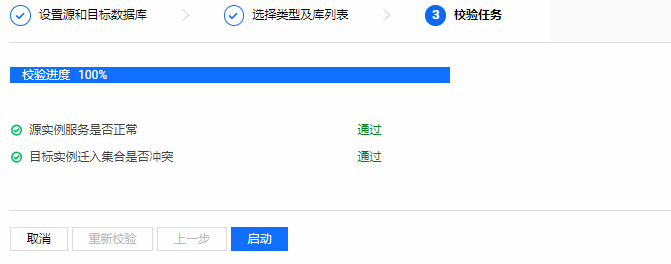 设置源和目标数据库 选择类型及库列表 3 校验任务
校验进度 100%
源实例服务是否正常 通过
目标实例迁入集合是否冲突 通过
取消 重新校验 上一步 启动